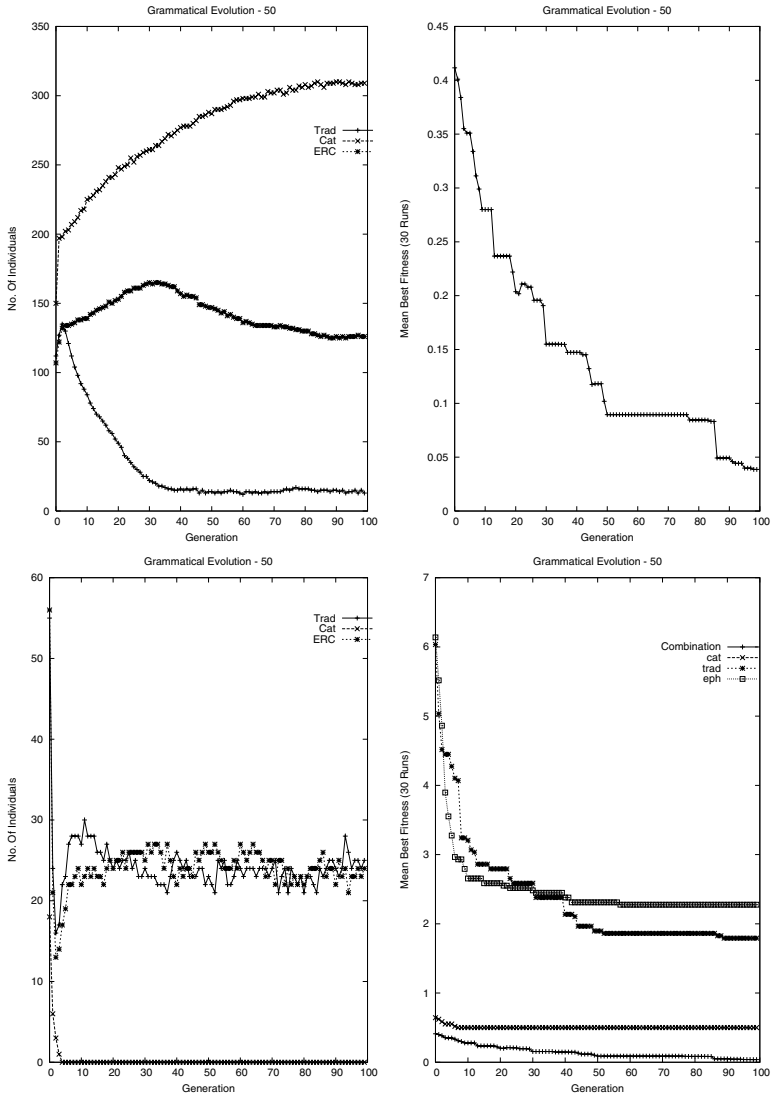 Grammatical Evolution - 50
350
300
250
200
150
100
50
0
No. Of Individuals
Trad
Cat
ERC
0 10 20 30 40 50 60 70 80 90 100
Generation
Grammatical Evolution - 50
0.45
0.4
0.35
0.3
0.25
0.2
0.15
0.1
0.05
0
Mean Best Fitness (30 Runs)
0 10 20 30 40 50 60 70 80 90 100
Generation
Grammatical Evolution - 50
60
50
40
30
20
10
0
No. Of Individuals
Trad
Cat
ERC
0 10 20 30 40 50 60 70 80 90 100
Generation
Grammatical Evolution - 50
7
6
5
4
3
2
1
0
Mean Best Fitness (30 Runs)
Combination
cat
trad
eph
0 10 20 30 40 50 60 70 80 90 100
Generation